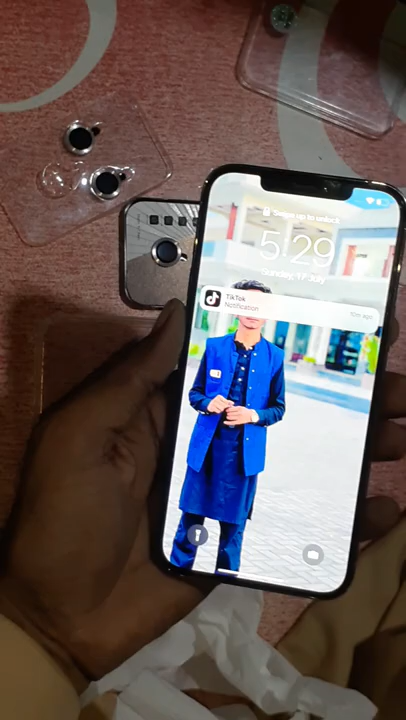 Swipe up to unlock
5:29
Sunday, 17 July
TikTok
10m ago
Notification